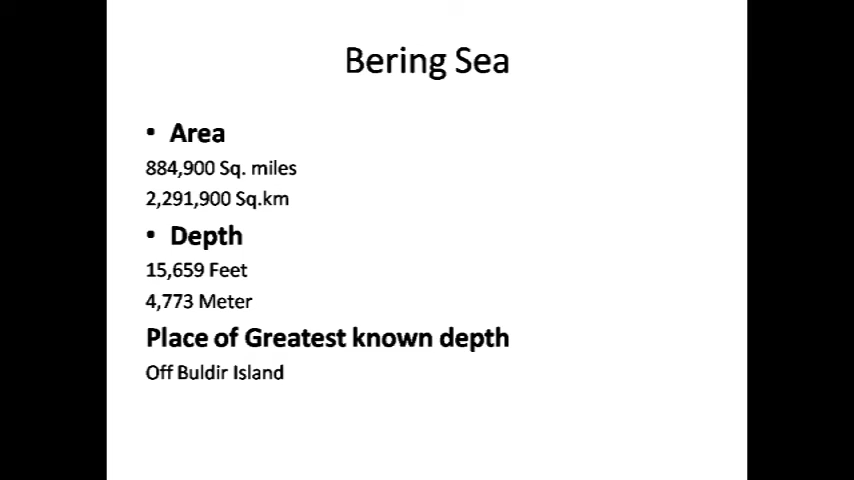 Bering Sea
• Area
884,900 Sq. miles
2,291,900 Sq.km
• Depth
15,659 Feet
4,773 Meter
Place of Greatest known depth
Off Buldir Island